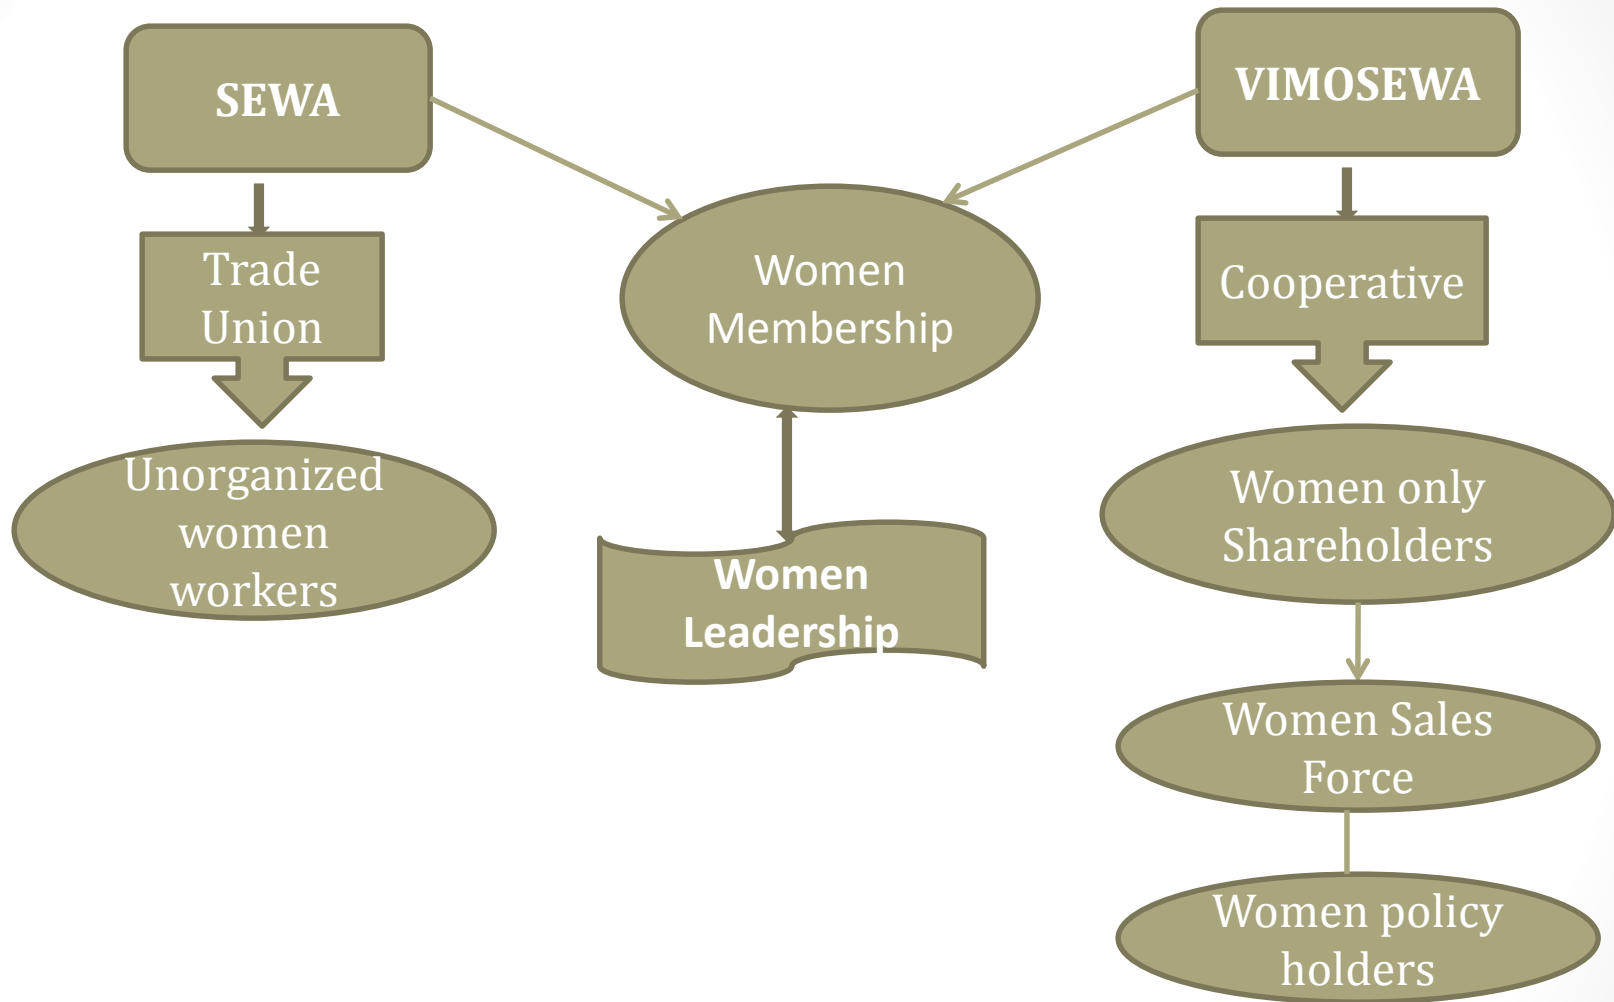 SEWA
VIMOSEWA
Trade
Union
Women
Membership
Cooperative
Unorganized
women
workers
Women
Leadership
Women only
Shareholders
Women Sales
Force
Women policy
holders